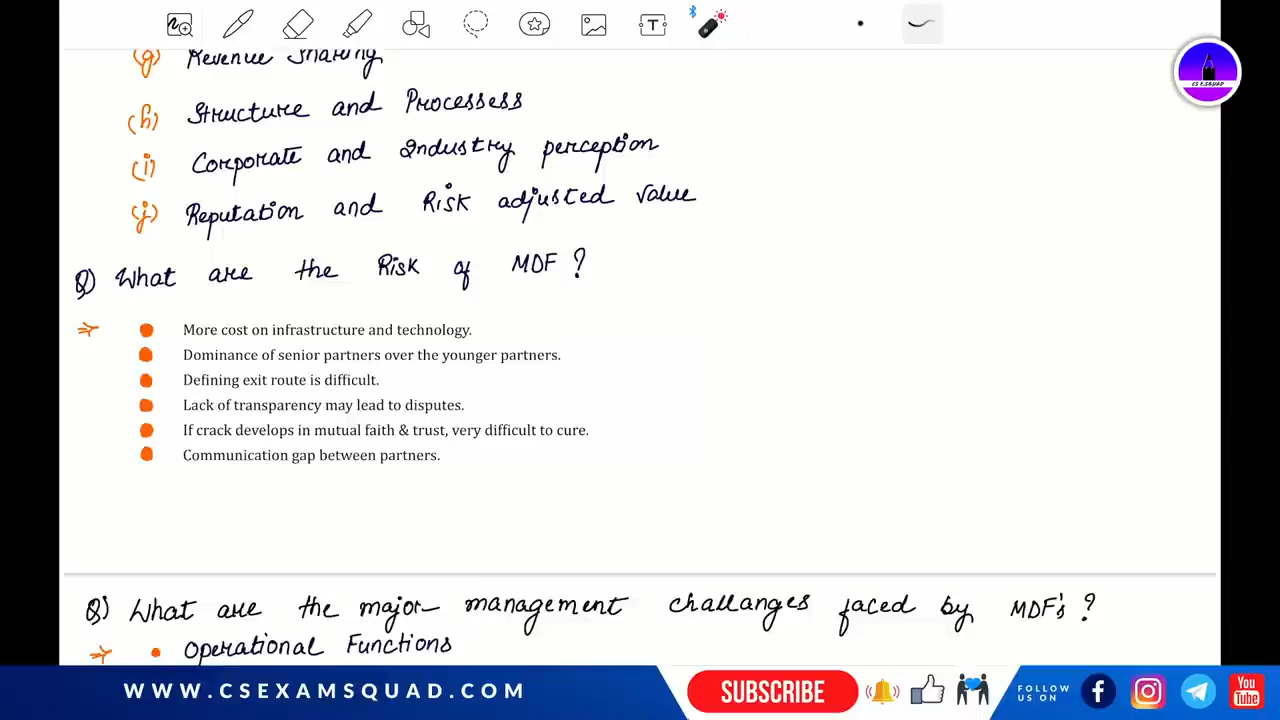 (g) Revenue Sharing
(h) Structure and Processess
(i) Corporate and Industry perception
(j) Reputation and Risk adjusted value
Q) What are the Risk of MDF ?
More cost on infrastructure and technology.
Dominance of senior partners over the younger partners.
Defining exit route is difficult.
Lack of transparency may lead to disputes.
If crack develops in mutual faith & trust, very difficult to cure.
Communication gap between partners.
Q) What are the major management challanges faced by MDF's ?
• Operational Functions
WWW.CSEXAMSQUAD.COM
SUBSCRIBE
FOLLOW US ON
You Tube
CS E.SQUAD
T